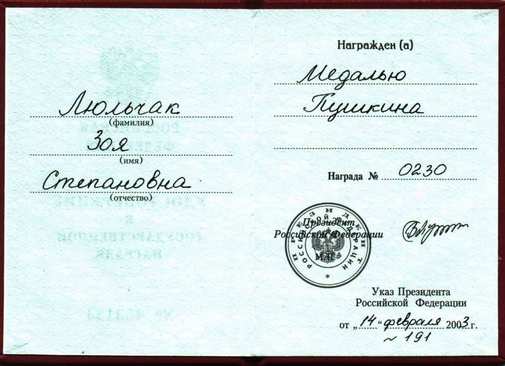 Люльчак
(фамилия)
Зоя
(имя)
Степановна
(отчество)
Награжден (а)
Медалью
Пушкина
Награда № 0230
Президент
Российской Федерации
Указ Президента
Российской Федерации
от „14“ февраля 2003 г.
~ 191